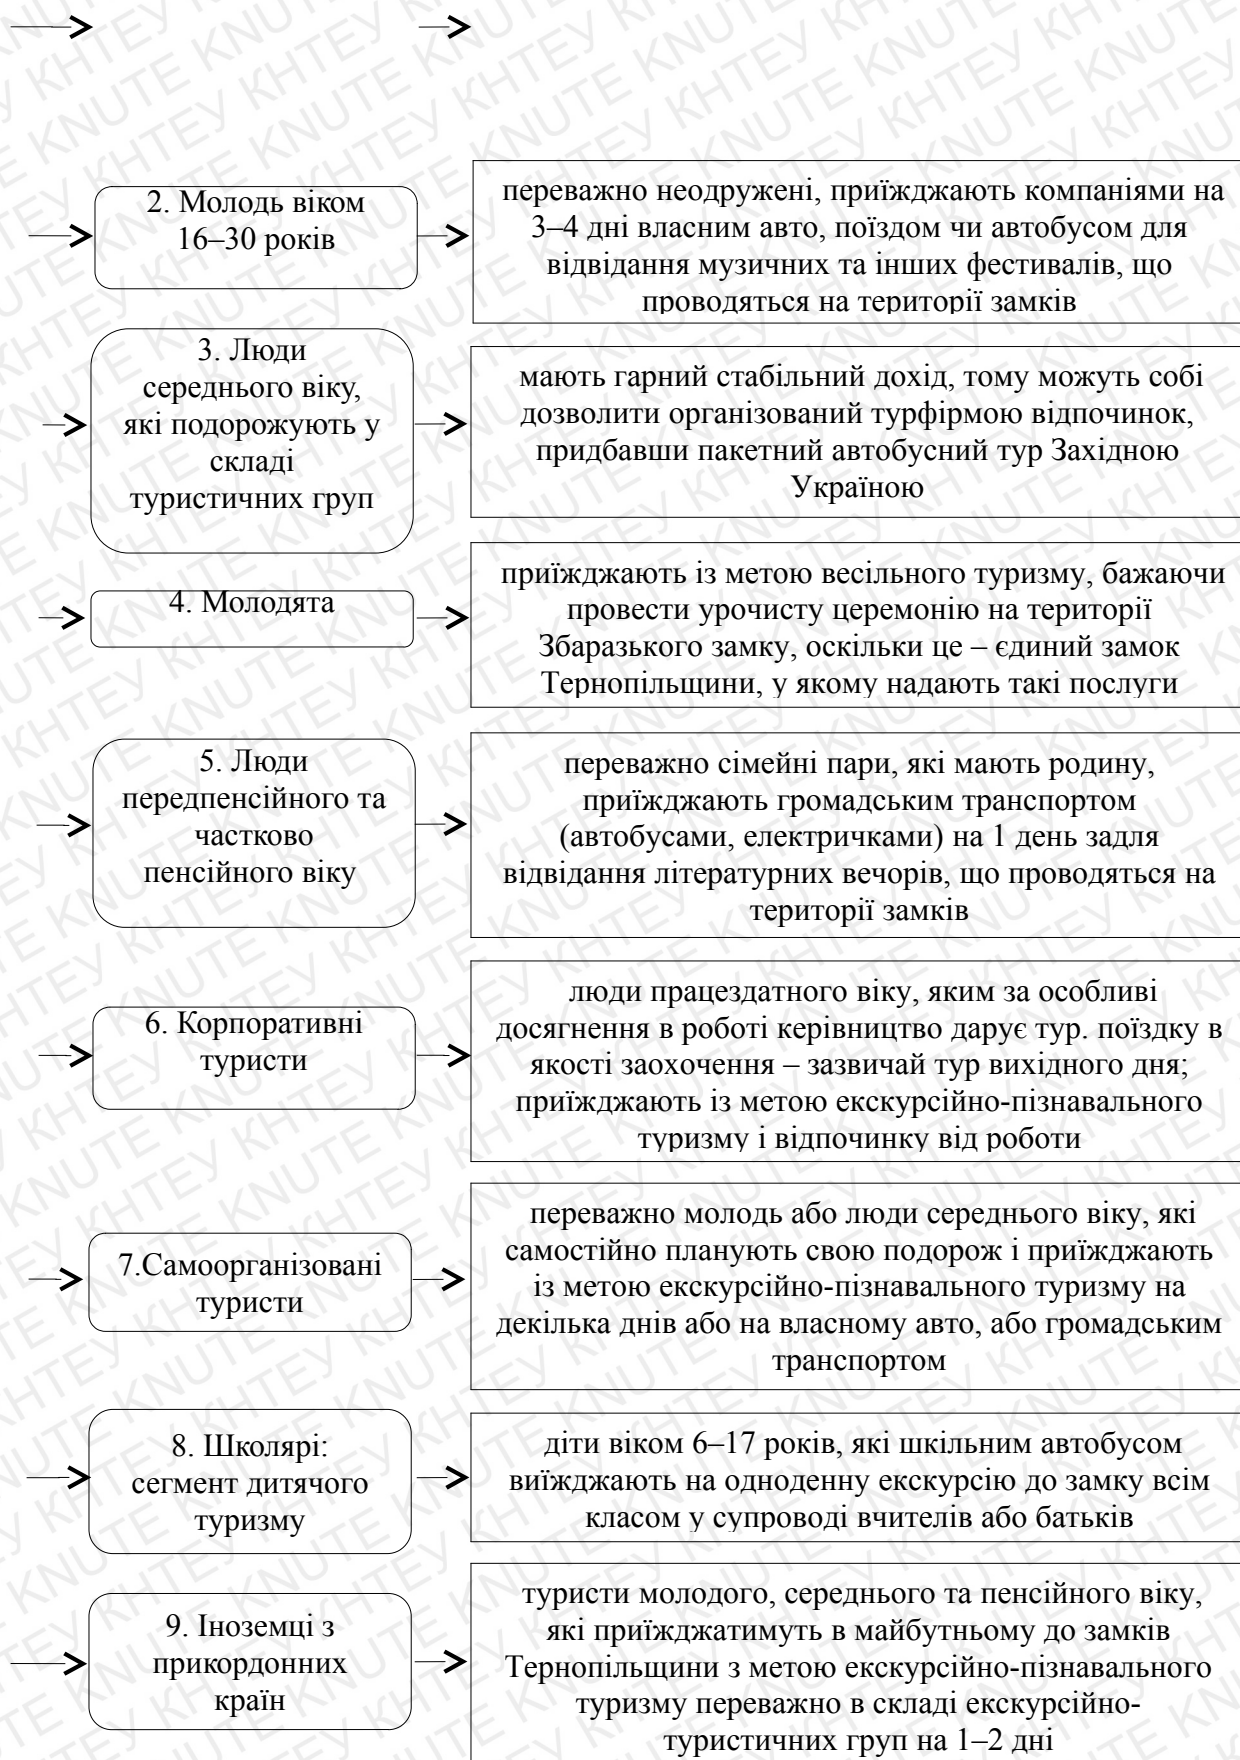 2. Молодь віком
16–30 років
переважно неодружені, приїжджають компаніями на
3–4 дні власним авто, поїздом чи автобусом для
відвідання музичних та інших фестивалів, що
проводяться на території замків
3. Люди
середнього віку,
які подорожують у
складі
туристичних груп
мають гарний стабільний дохід, тому можуть собі
дозволити організований турфірмою відпочинок,
придбавши пакетний автобусний тур Західною
Україною
4. Молодята
приїжджають із метою весільного туризму, бажаючи
провести урочисту церемонію на території
Збаразького замку, оскільки це – єдиний замок
Тернопільщини, у якому надають такі послуги
5. Люди
передпенсійного та
частково
пенсійного віку
переважно сімейні пари, які мають родину,
приїжджають громадським транспортом
(автобусами, електричками) на 1 день задля
відвідання літературних вечорів, що проводяться на
території замків
6. Корпоративні
туристи
люди працездатного віку, яким за особливі
досягнення в роботі керівництво дарує тур. поїздку в
якості заохочення – зазвичай тур вихідного дня;
приїжджають із метою екскурсійно-пізнавального
туризму і відпочинку від роботи
7.Самоорганізовані
туристи
переважно молодь або люди середнього віку, які
самостійно планують свою подорож і приїжджають
із метою екскурсійно-пізнавального туризму на
декілька днів або на власному авто, або громадським
транспортом
8. Школярі:
сегмент дитячого
туризму
діти віком 6–17 років, які шкільним автобусом
виїжджають на одноденну екскурсію до замку всім
класом у супроводі вчителів або батьків
9. Іноземці з
прикордонних
країн
туристи молодого, середнього та пенсійного віку,
які приїжджатимуть в майбутньому до замків
Тернопільщини з метою екскурсійно-пізнавального
туризму переважно в складі екскурсійно-
туристичних груп на 1–2 дні